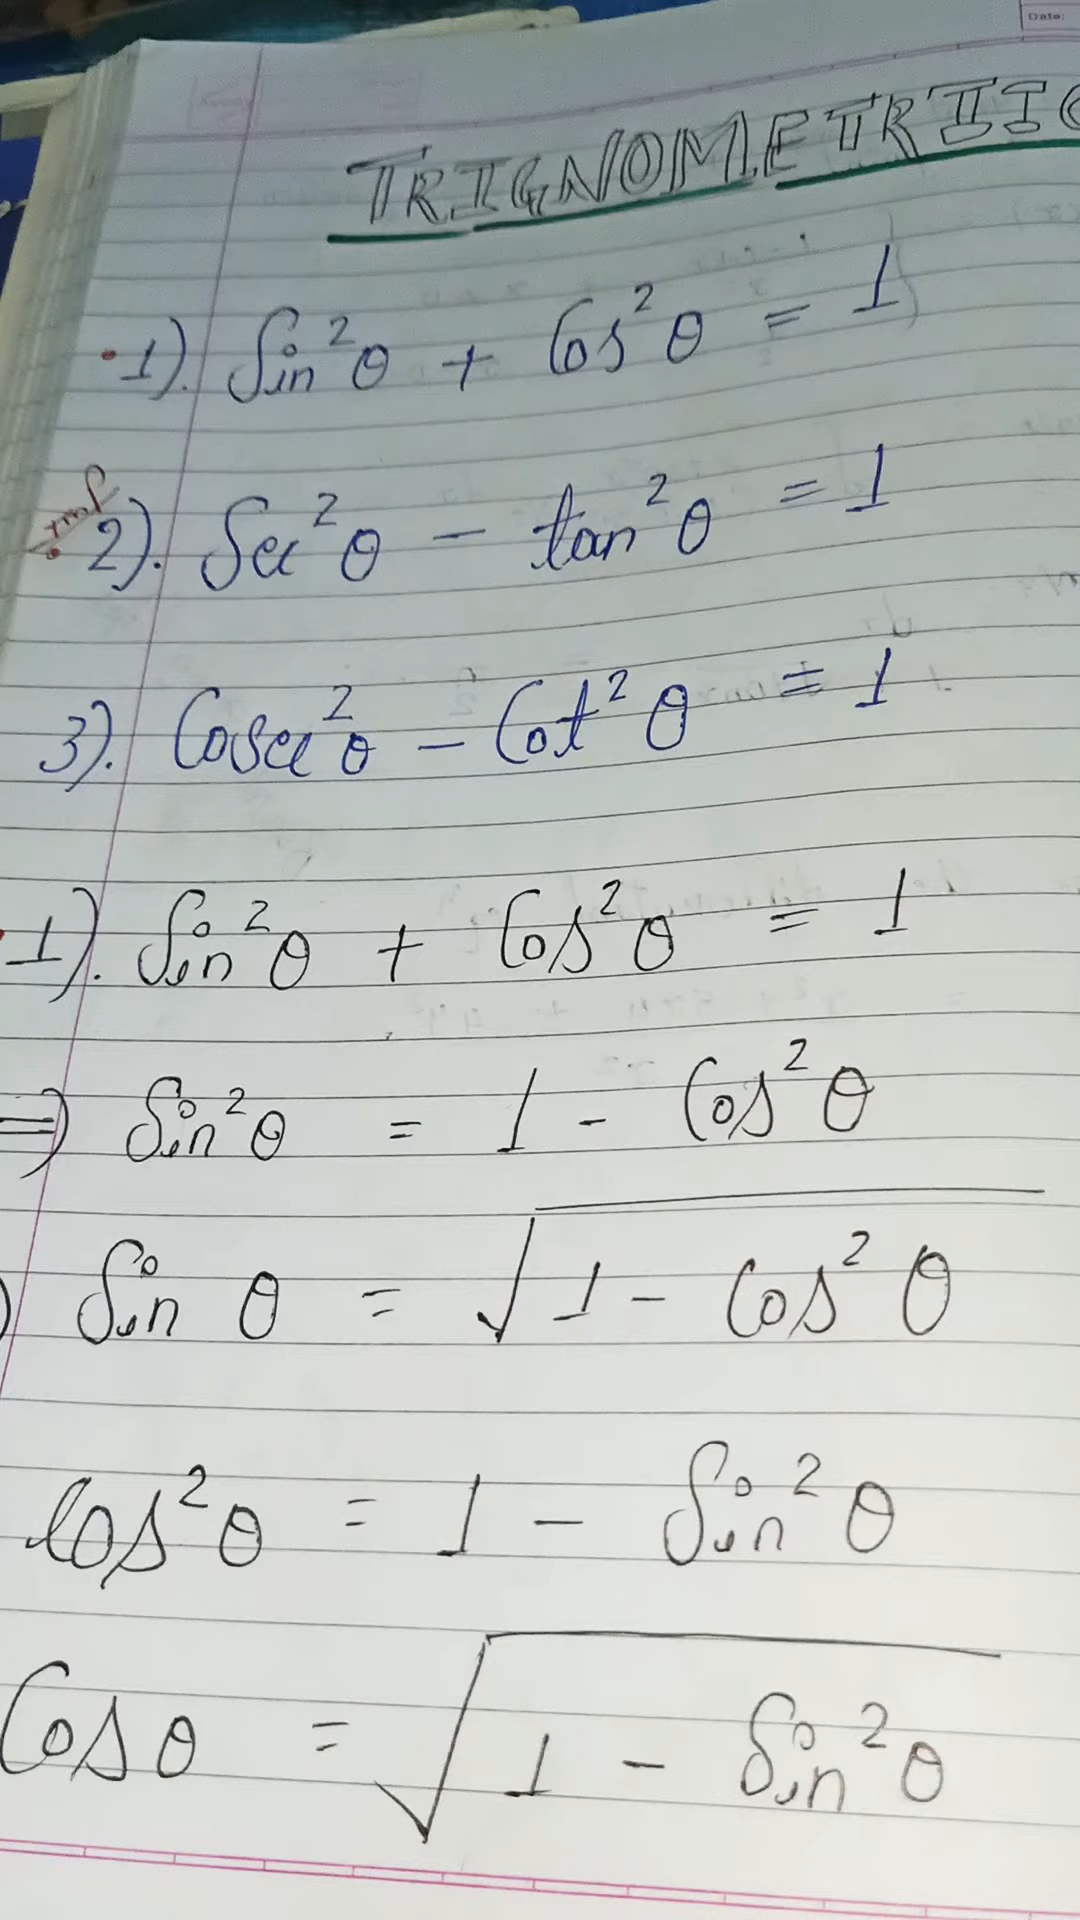 Date:
TRIGNOMETRIC
1). Sin²θ + Cos²θ = 1
2). Sec²θ - tan²θ = 1
3). Cosec²θ - Cot²θ = 1
1). Sin²θ + Cos²θ = 1
=) Sin²θ = 1 - Cos²θ
) Sin θ = √1 - Cos²θ
Cos²θ = 1 - Sin²θ
Cos θ = √1 - Sin²θ